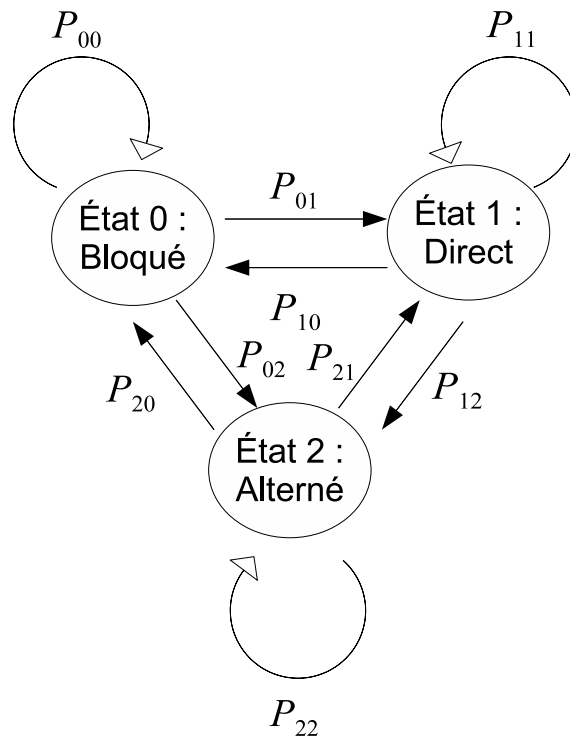 P00
P11
État 0 :
Bloqué
P01
État 1 :
Direct
P10
P02
P21
P20
P12
État 2 :
Alterné
P22